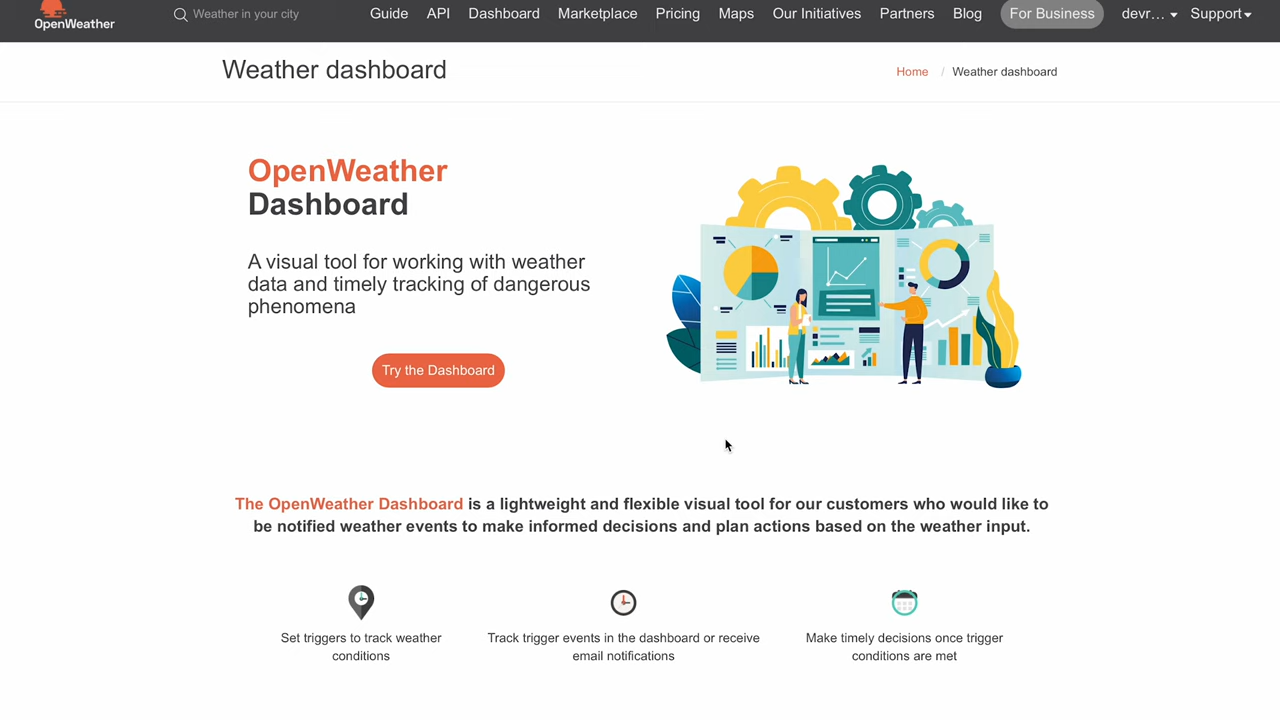 OpenWeather
Weather in your city
Guide
API
Dashboard
Marketplace
Pricing
Maps
Our Initiatives
Partners
Blog
For Business
devr...
Support
Weather dashboard
Home / Weather dashboard
OpenWeather
Dashboard
A visual tool for working with weather
data and timely tracking of dangerous
phenomena
Try the Dashboard
The OpenWeather Dashboard is a lightweight and flexible visual tool for our customers who would like to
be notified weather events to make informed decisions and plan actions based on the weather input.
Set triggers to track weather
conditions
Track trigger events in the dashboard or receive
email notifications
Make timely decisions once trigger
conditions are met